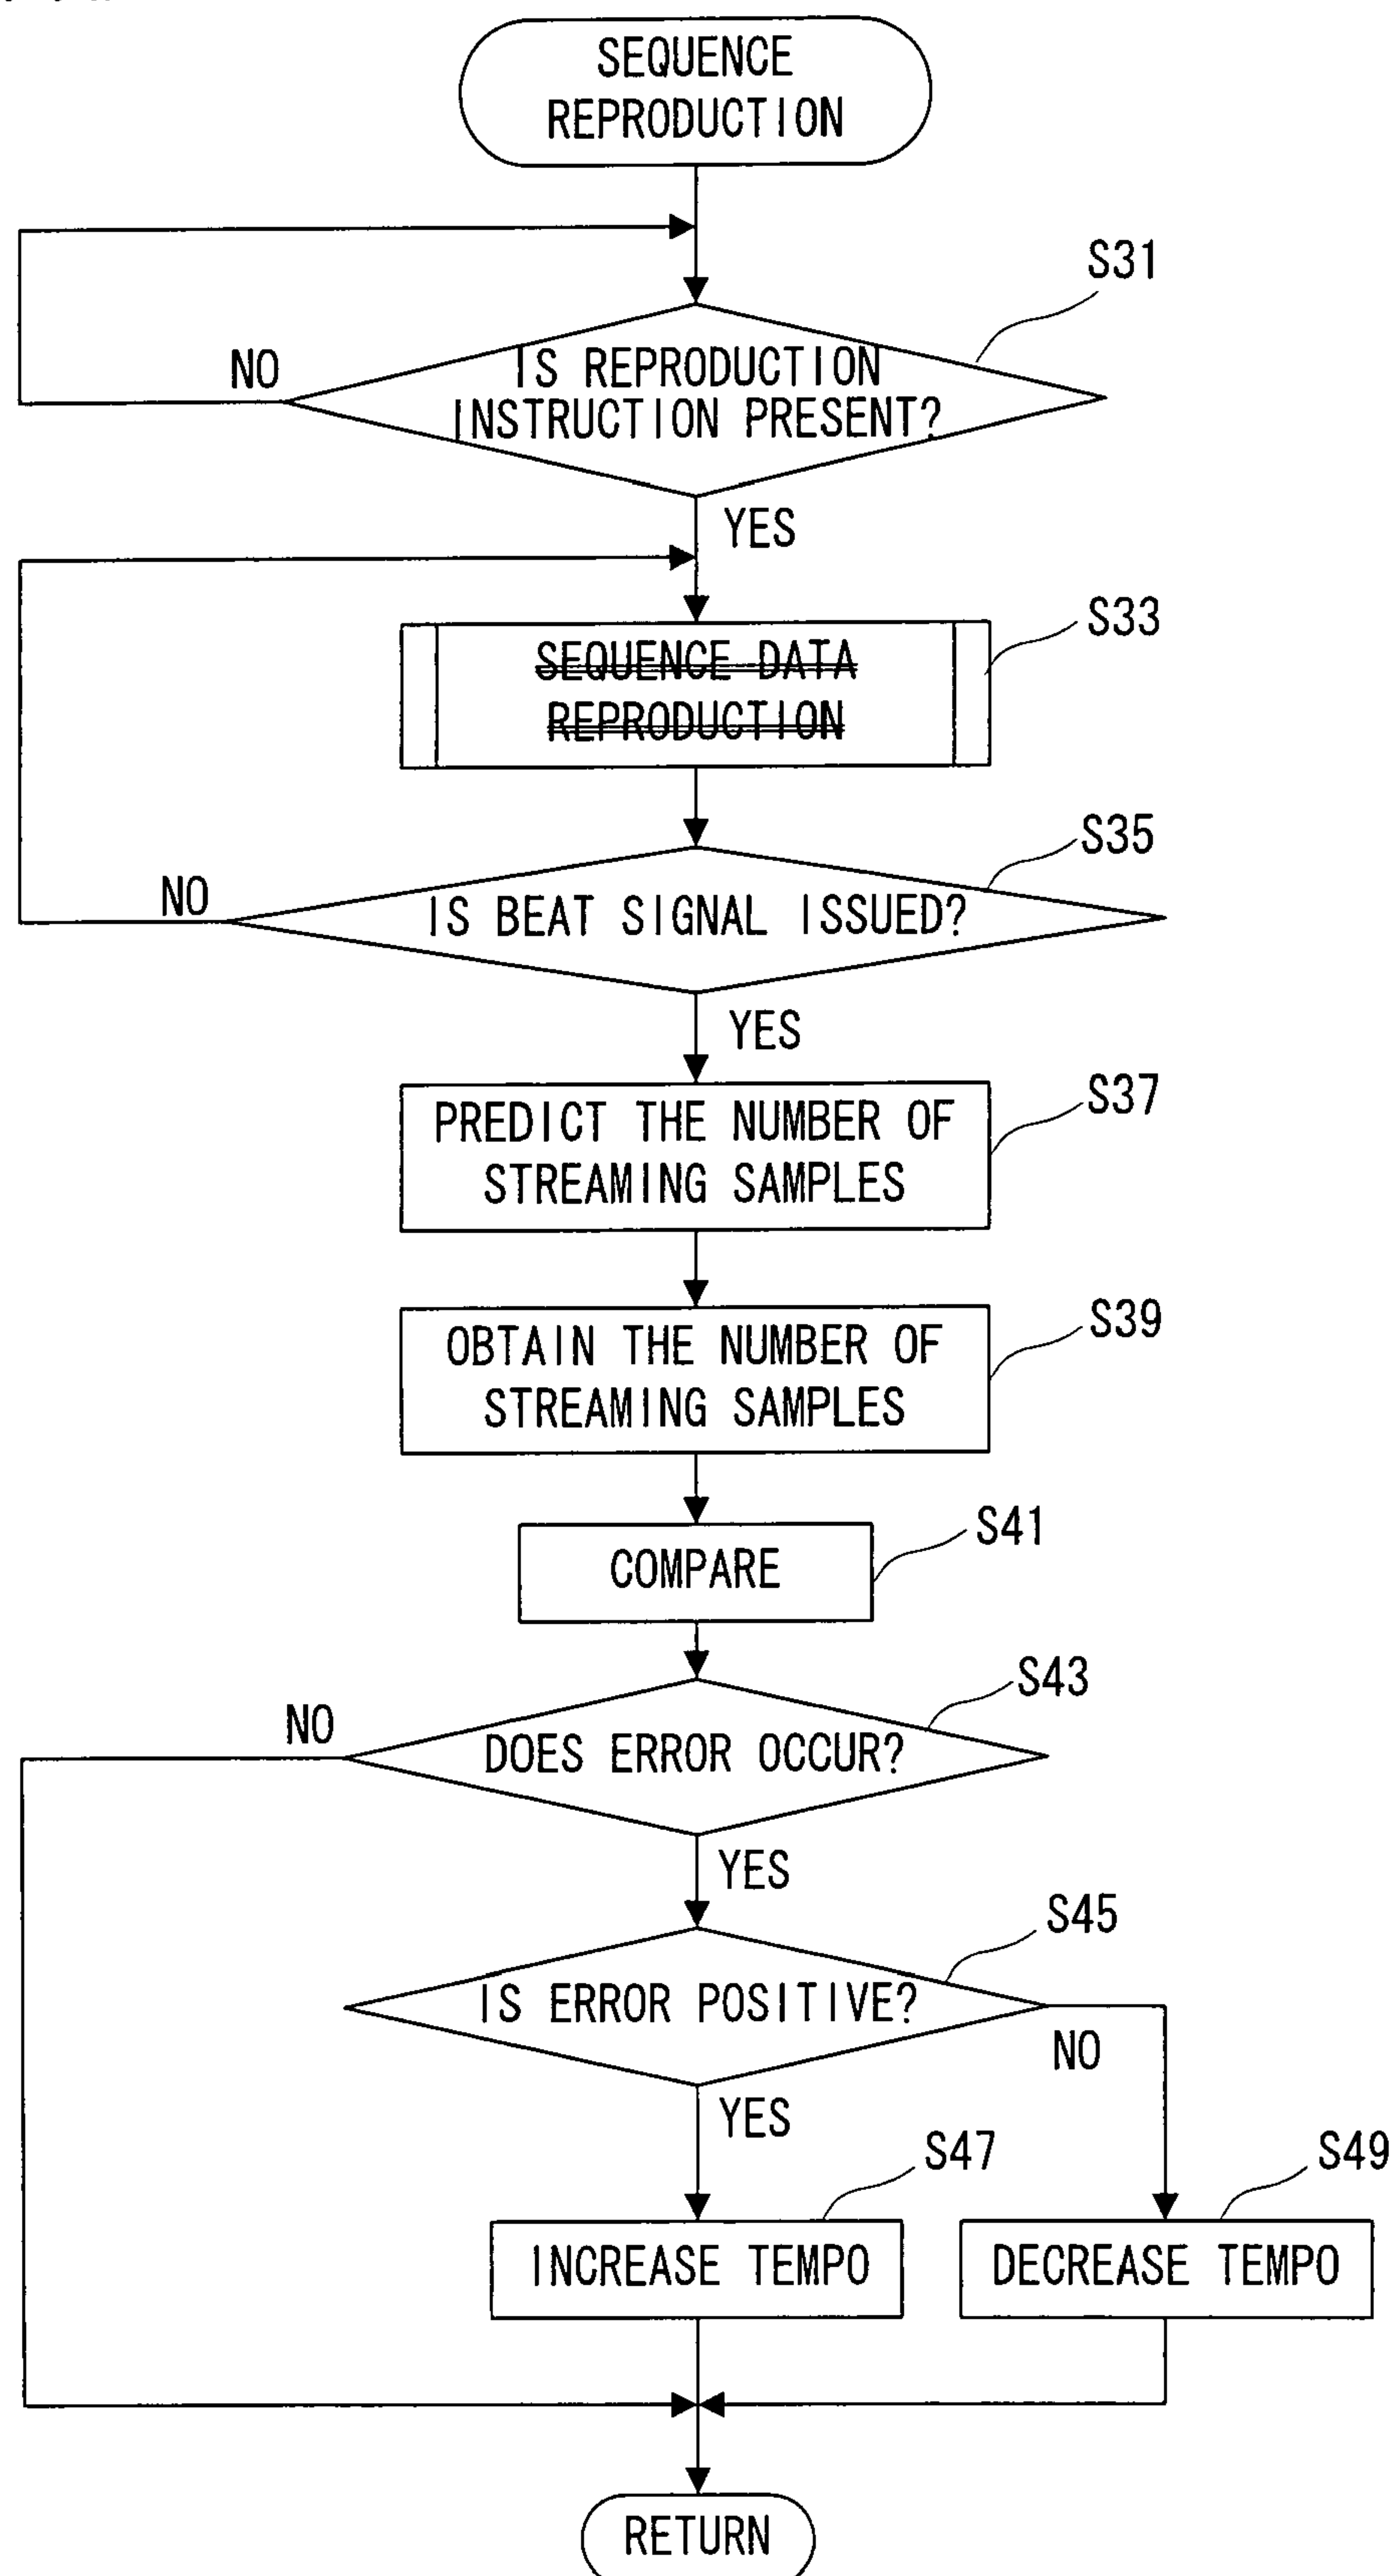 SEQUENCE
REPRODUCTION
S31
NO
IS REPRODUCTION
INSTRUCTION PRESENT?
YES
S33
SEQUENCE DATA
REPRODUCTION
S35
NO
IS BEAT SIGNAL ISSUED?
YES
S37
PREDICT THE NUMBER OF
STREAMING SAMPLES
S39
OBTAIN THE NUMBER OF
STREAMING SAMPLES
S41
COMPARE
S43
NO
DOES ERROR OCCUR?
YES
S45
IS ERROR POSITIVE?
NO
YES
S47
S49
INCREASE TEMPO
DECREASE TEMPO
RETURN